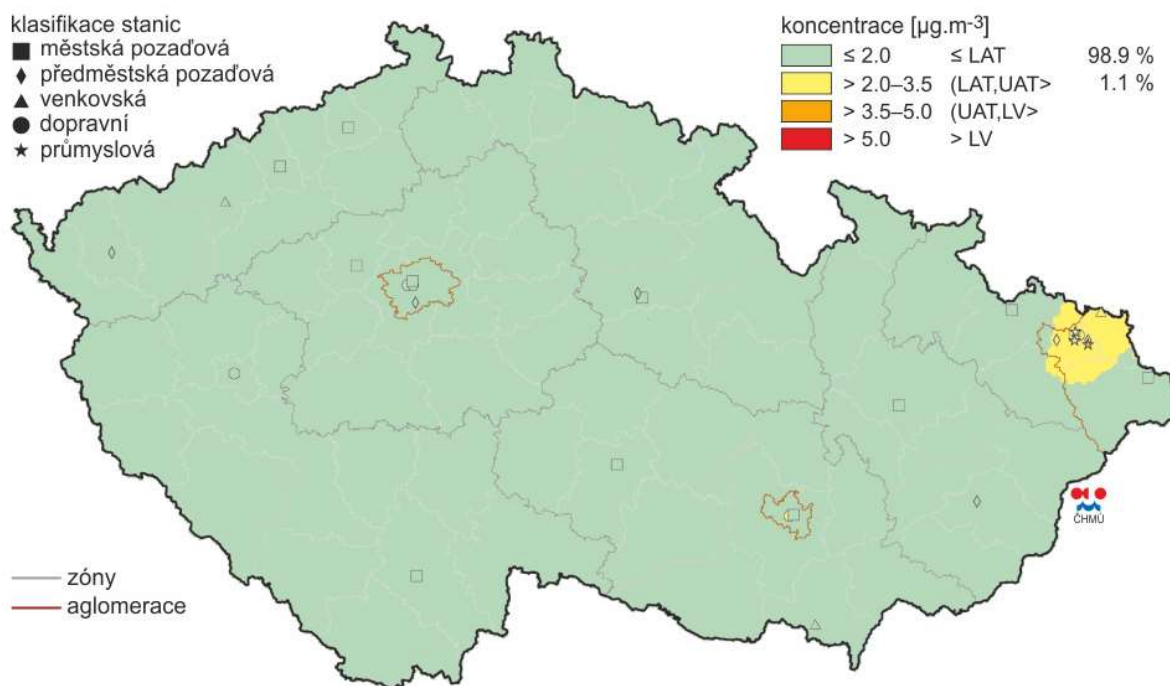 klasifikace stanic
městská pozaďová
předměstská pozaďová
venkovská
dopravní
průmyslová
koncentrace [µg.m-3]
≤ 2.0 ≤ LAT 98.9 %
> 2.0–3.5 (LAT,UAT> 1.1 %
> 3.5–5.0 (UAT,LV>
> 5.0 > LV
ČHMÚ
zóny
aglomerace